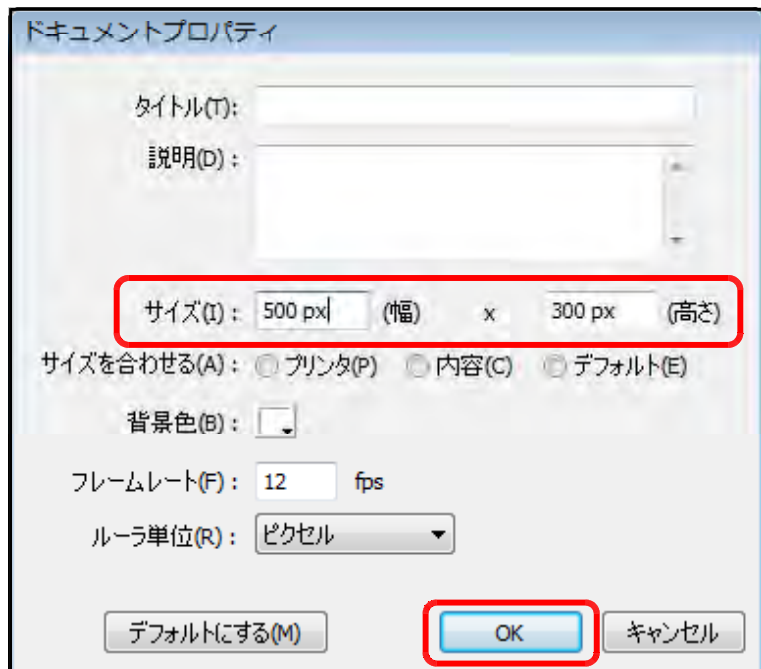 ドキュメントプロパティ
タイトル(T):
説明(D) :
サイズ(I) : 500 px (幅) x 300 px (高さ)
サイズを合わせる(A) : プリンタ(P) 内容(C) デフォルト(E)
背景色(B) :
フレームレート(F) : 12 fps
ルーラ単位(R) : ピクセル
デフォルトにする(M) OK キャンセル